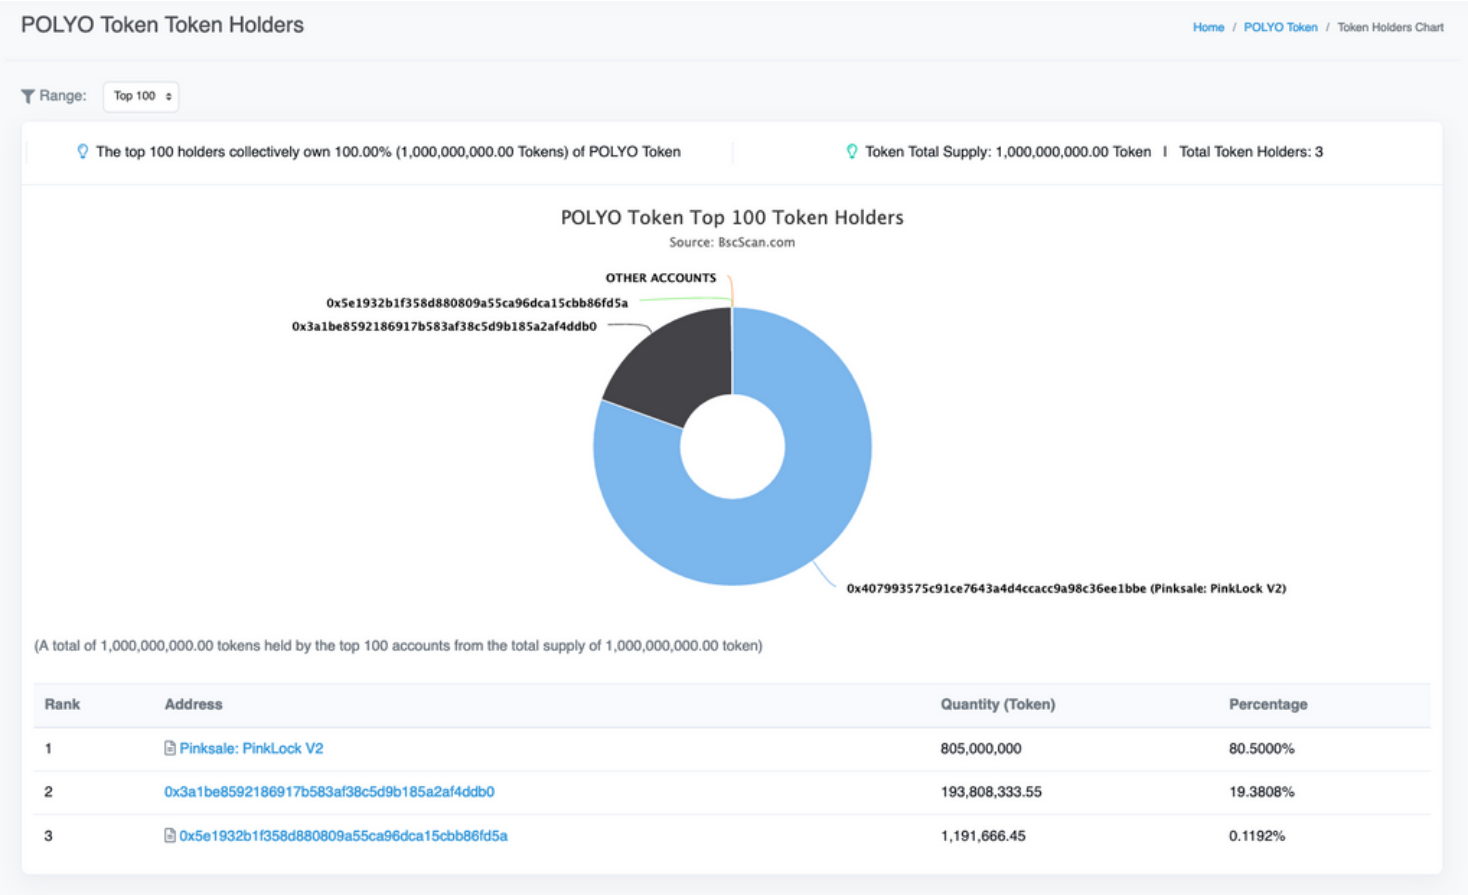 POLYO Token Token Holders
Home / POLYO Token / Token Holders Chart
Range: Top 100
The top 100 holders collectively own 100.00% (1,000,000,000.00 Tokens) of POLYO Token
Token Total Supply: 1,000,000,000.00 Token | Total Token Holders: 3
POLYO Token Top 100 Token Holders
Source: BscScan.com
OTHER ACCOUNTS
0x5e1932b1f358d880809a55ca96dca15cbb86fd5a
0x3a1be8592186917b583af38c5d9b185a2af4ddb0
0x407993575c91ce7643a4d4ccacc9a98c36ee1bbe (Pinksale: PinkLock V2)
(A total of 1,000,000,000.00 tokens held by the top 100 accounts from the total supply of 1,000,000,000.00 token)
Rank Address Quantity (Token) Percentage
1 Pinksale: PinkLock V2 805,000,000 80.5000%
2 0x3a1be8592186917b583af38c5d9b185a2af4ddb0 193,808,333.55 19.3808%
3 0x5e1932b1f358d880809a55ca96dca15cbb86fd5a 1,191,666.45 0.1192%